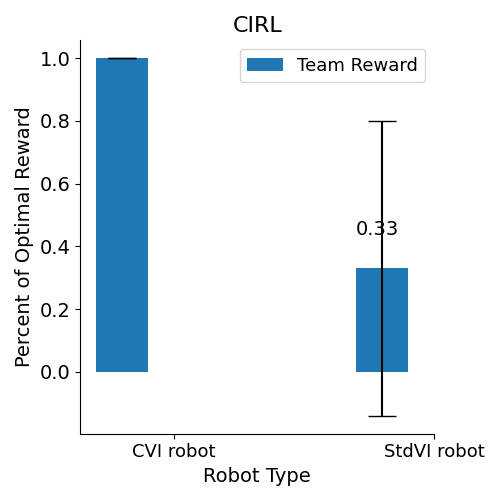 CIRL
Team Reward
Percent of Optimal Reward
1.0
0.8
0.6
0.4
0.2
0.0
0.33
CVI robot
StdVI robot
Robot Type